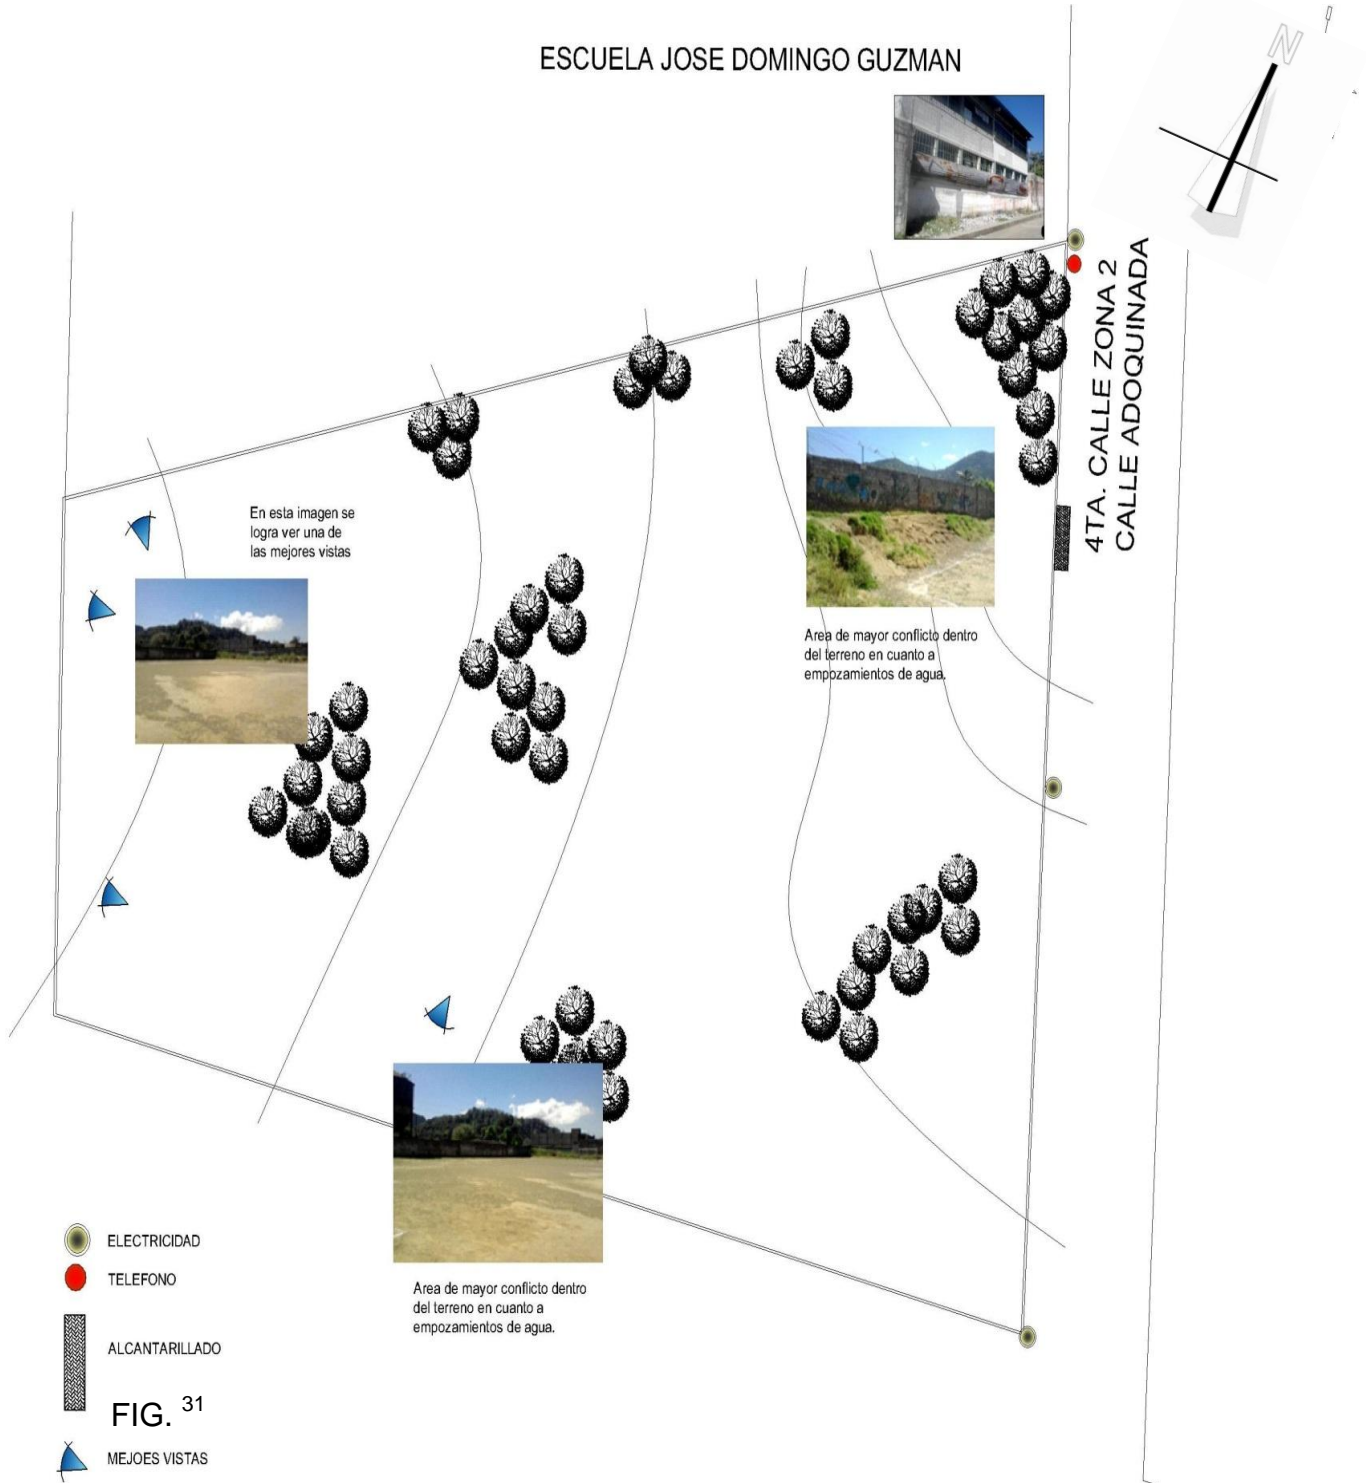 ESCUELA JOSE DOMINGO GUZMAN
N
4TA. CALLE ZONA 2
CALLE ADOQUINADA
En esta imagen se
logra ver una de
las mejores vistas
Area de mayor conflicto dentro
del terreno en cuanto a
empozamientos de agua.
ELECTRICIDAD
TELEFONO
ALCANTARILLADO
FIG. 31
MEJOES VISTAS
Area de mayor conflicto dentro
del terreno en cuanto a
empozamientos de agua.